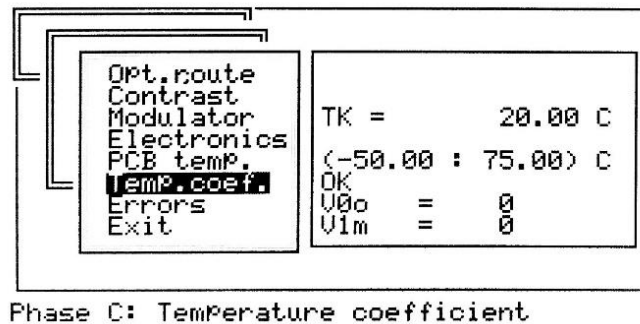 Opt.route
Contrast
Modulator
Electronics
PCB temp.
Temp.coef.
Errors
Exit
TK = 20.00 C
(-50.00 : 75.00) C
OK
V0o = 0
V1m = 0
Phase C: Temperature coefficient